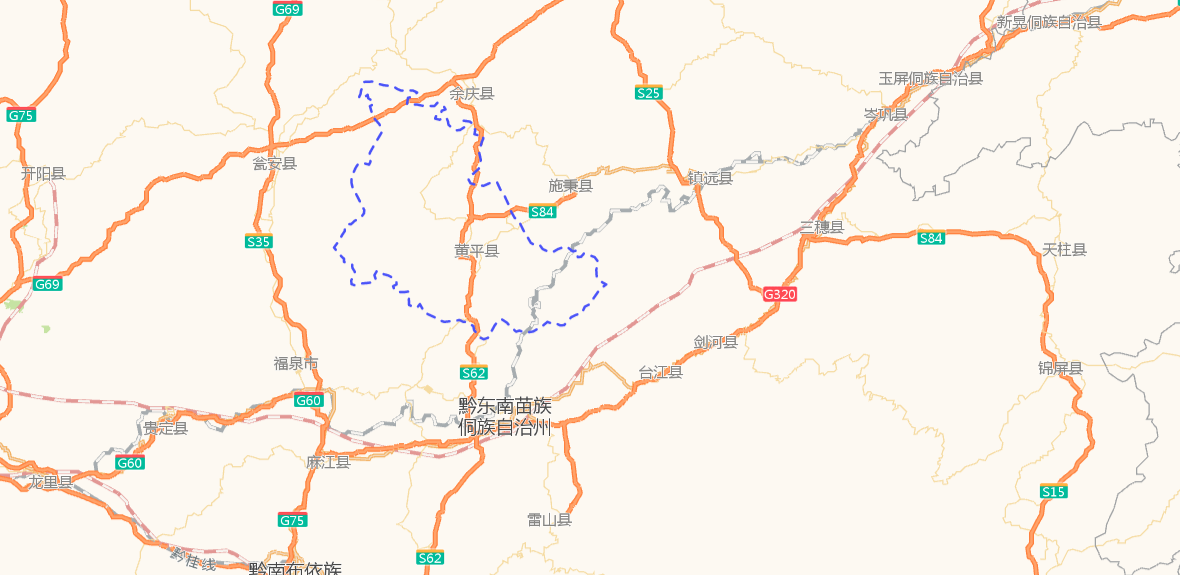 G69
新晃侗族自治县
玉屏侗族自治县
余庆县
S25
G75
岑巩县
瓮安县
开阳县
施秉县
镇远县
S84
三穗县
S35
S84
黄平县
天柱县
G69
G320
剑河县
福泉市
台江县
锦屏县
S62
G60
黔东南苗族
侗族自治州
贵定县
麻江县
G60
龙里县
S15
G75
雷山县
黔桂线
S62
黔南布依族